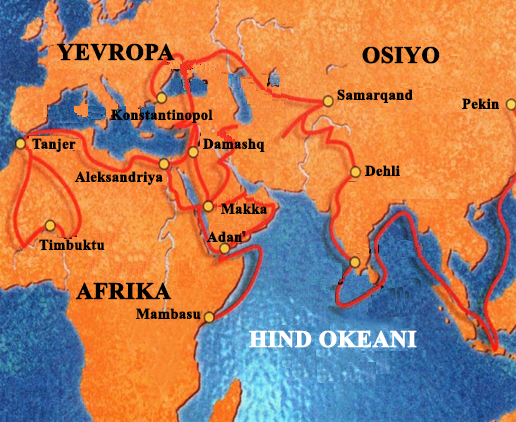 YEVROPA
OSIYO
Samarqand
Pekin
Konstantinopol
Tanjer
Damashq
Aleksandriya
Dehli
Makka
Timbuktu
Adan
AFRIKA
Mambasu
HIND OKEANI